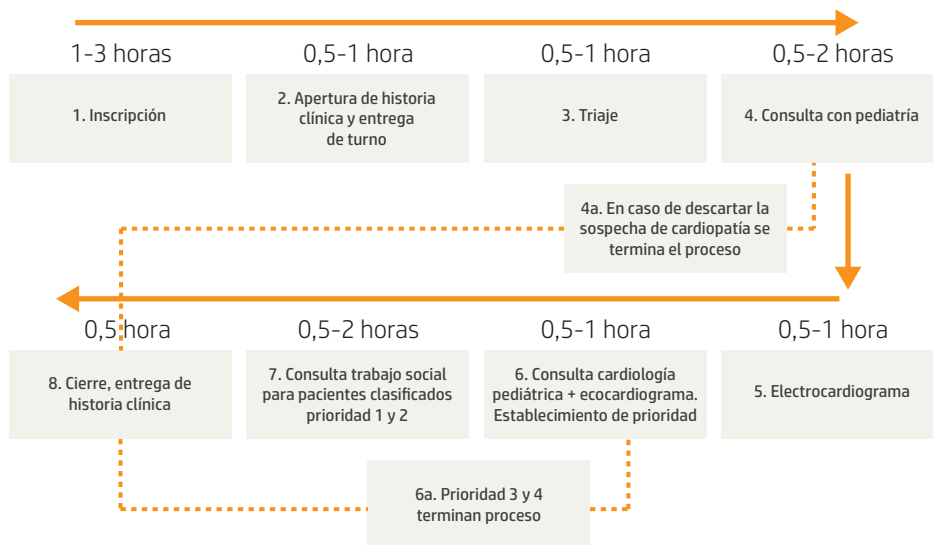 1-3 horas
0,5-1 hora
0,5-1 hora
0,5-2 horas
1. Inscripción
2. Apertura de historia
clínica y entrega
de turno
3. Triaje
4. Consulta con pediatría
4a. En caso de descartar la
sospecha de cardiopatía se
termina el proceso
0,5 hora
0,5-2 horas
0,5-1 hora
0,5-1 hora
8. Cierre, entrega de
historia clínica
7. Consulta trabajo social
para pacientes clasificados
prioridad 1 y 2
6. Consulta cardiología
pediátrica + ecocardiograma.
Establecimiento de prioridad
5. Electrocardiograma
6a. Prioridad 3 y 4
terminan proceso